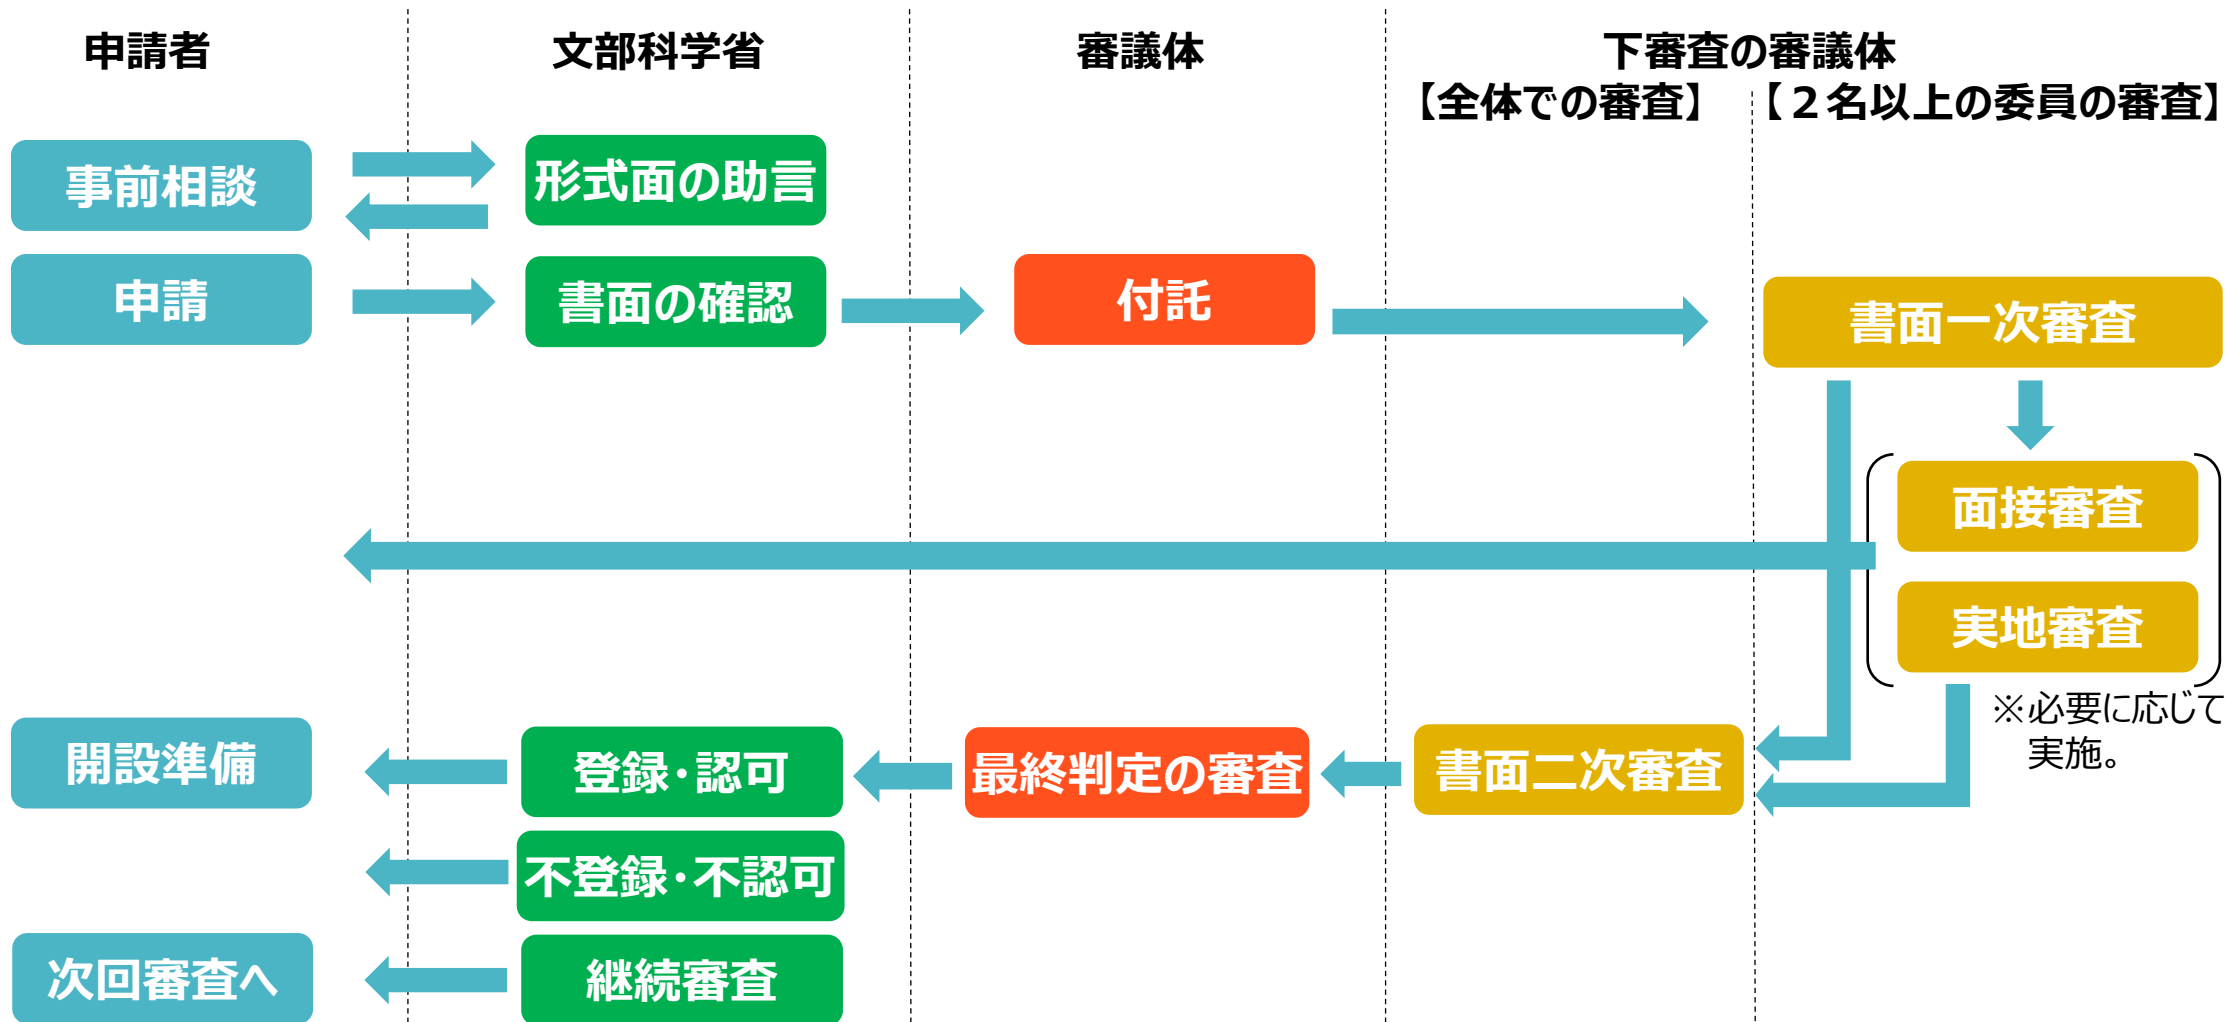 申請者
文部科学省
審議体
下審査の審議体
【全体での審査】
【２名以上の委員の審査】
事前相談
形式面の助言
申請
書面の確認
付託
書面一次審査
面接審査
実地審査
※必要に応じて
実施。
開設準備
登録・認可
最終判定の審査
書面二次審査
不登録・不認可
次回審査へ
継続審査